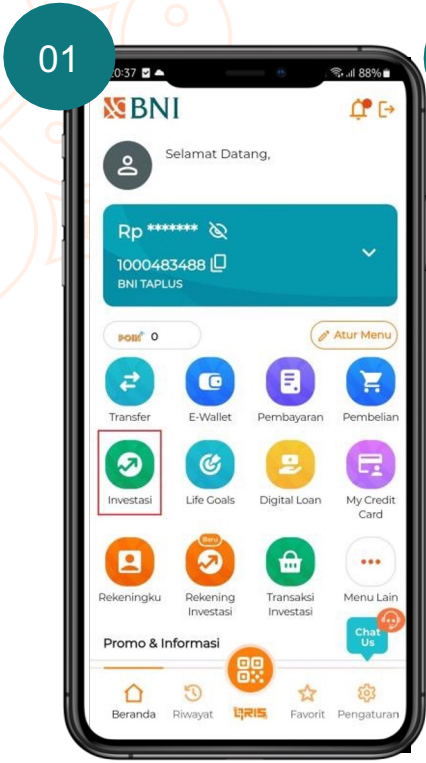 01
0:37
88%
BNI
Selamat Datang,
Rp *******
1000483488
BNI TAPLUS
POIN+ 0
Atur Menu
Transfer
E-Wallet
Pembayaran
Pembelian
Investasi
Life Goals
Digital Loan
My Credit
Card
Baru
Rekeningku
Rekening
Investasi
Transaksi
Investasi
Menu Lain
Promo & Informasi
Chat
Us
Beranda
Riwayat
QRIS
Favorit
Pengaturan